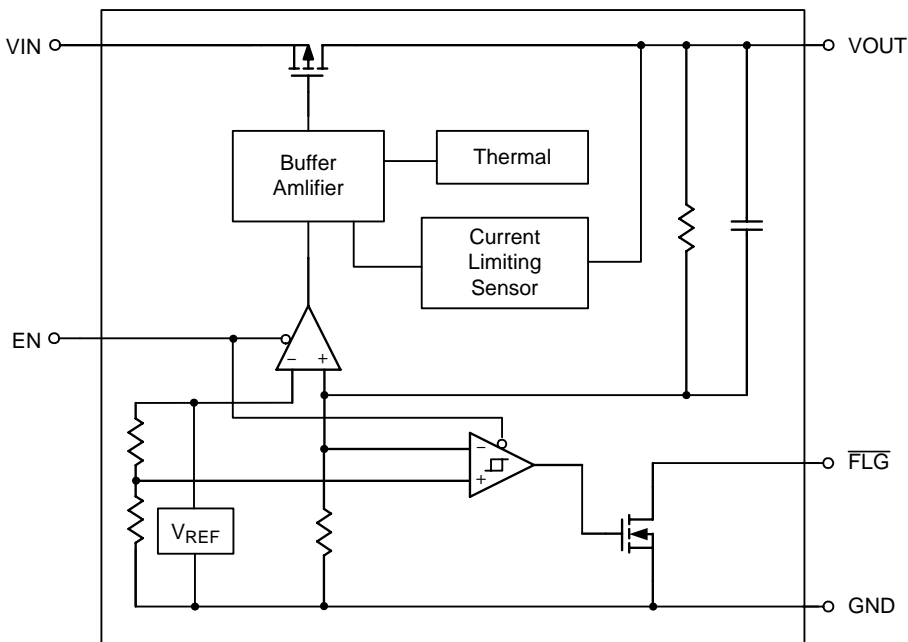 VIN
VOUT
Buffer
Amlifier
Thermal
Current
Limiting
Sensor
EN
− +
−
+
FLG
VREF
GND